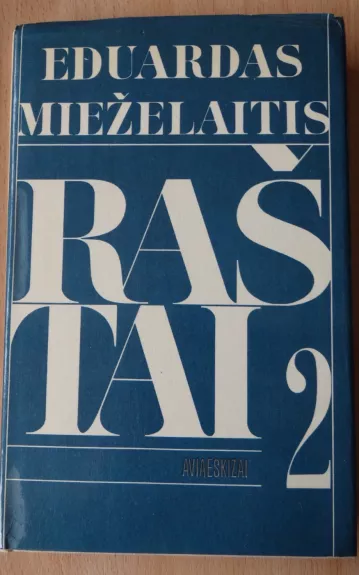 EDUARDAS
MIEŽELAITIS
RAŠ
TAI 2
AVIAESKIZAI